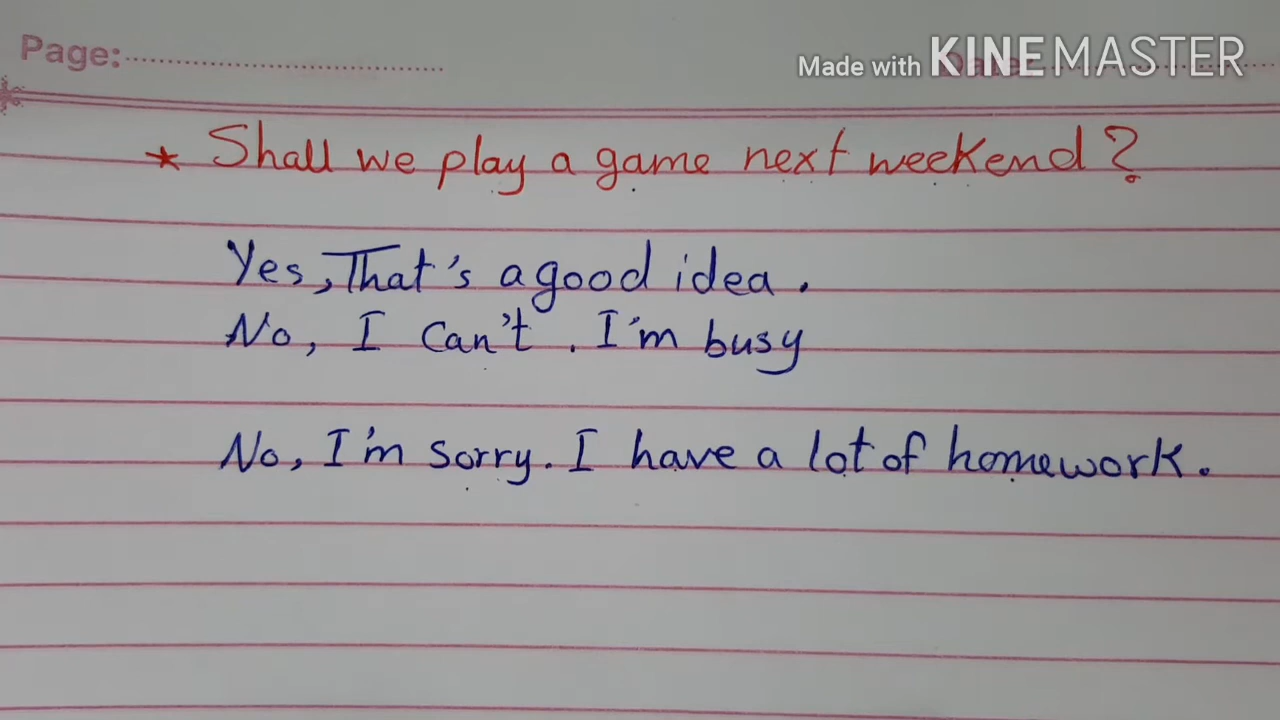 Page:
Made with KINEMASTER
* Shall we play a game next weekend?
Yes, That's a good idea.
No, I can't. I'm busy
No, I'm sorry. I have a lot of homework.